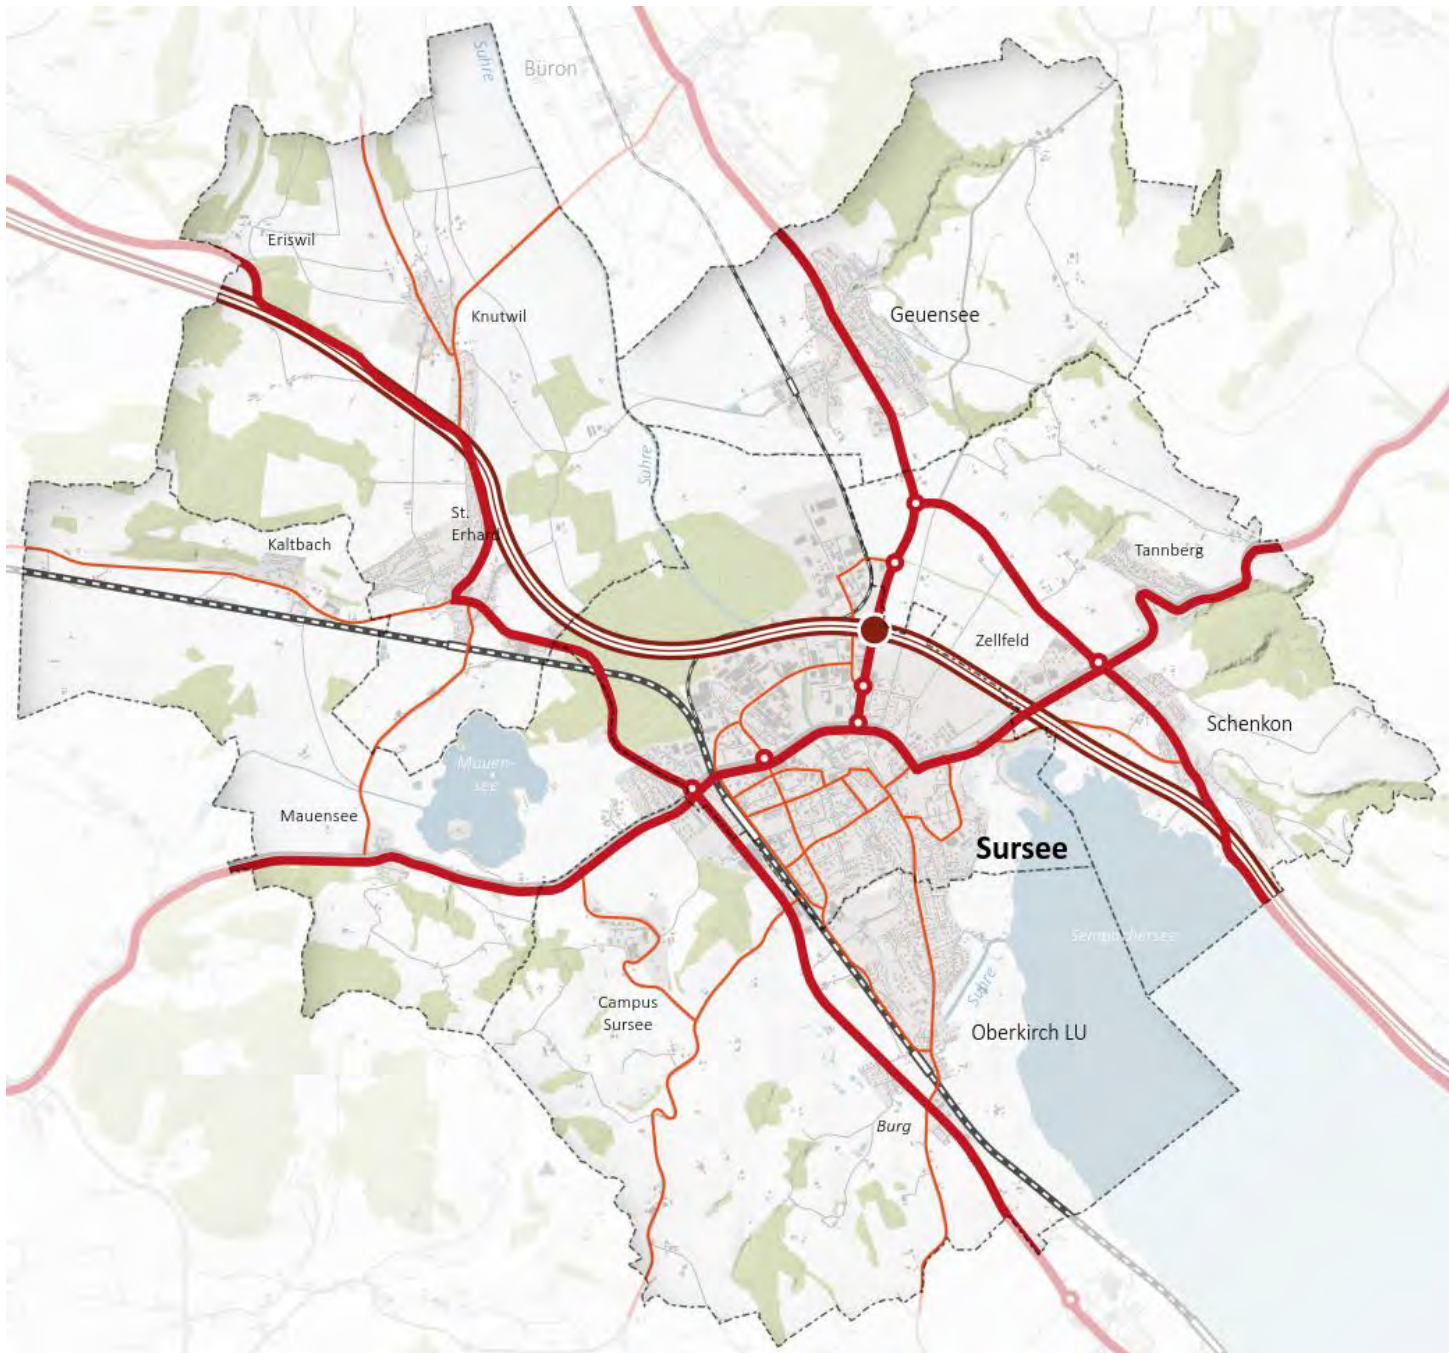 Suhre
Büron
Eriswil
Knutwil
Geuensee
Suhre
St.
Erhard
Kaltbach
Tannberg
Zellfeld
Schenkon
Mauen-
see
Mauensee
Sursee
Sempachersee
Suhre
Campus
Sursee
Oberkirch LU
Burg